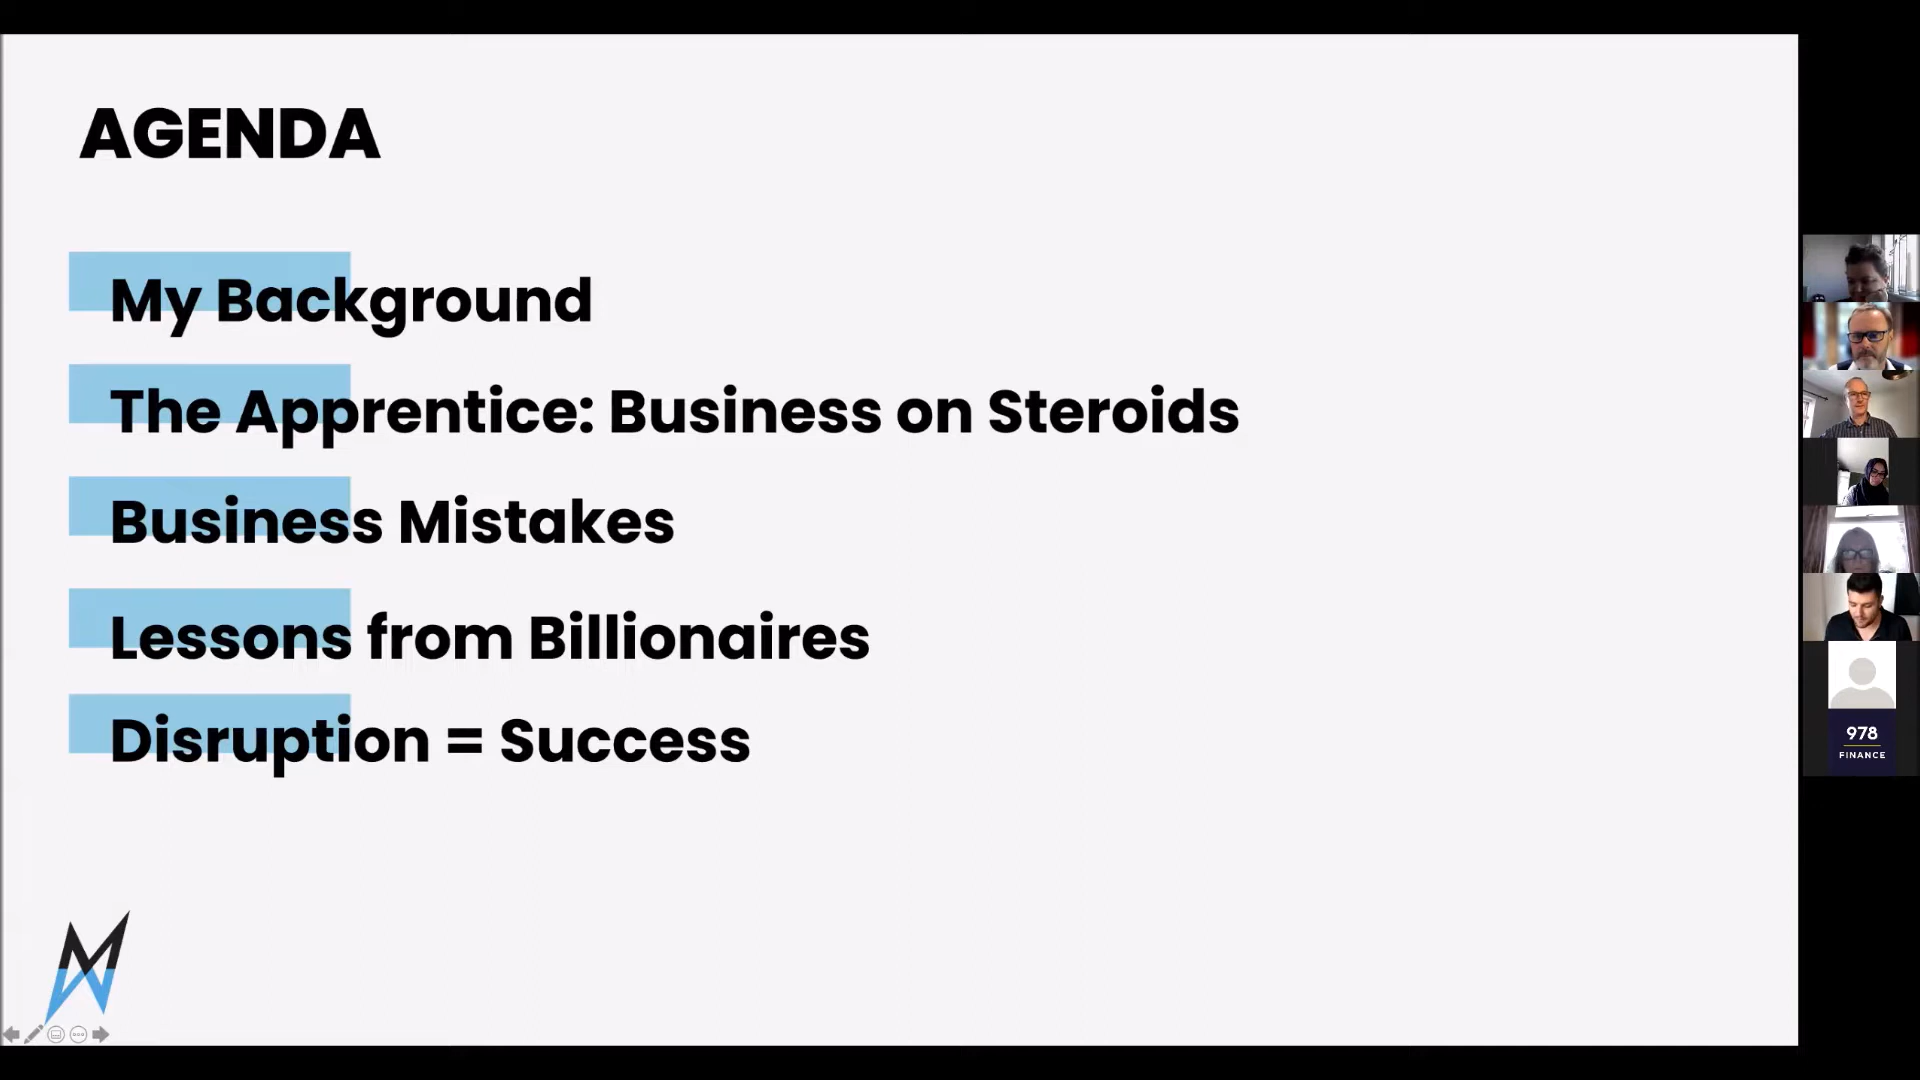 AGENDA
My Background
The Apprentice: Business on Steroids
Business Mistakes
Lessons from Billionaires
Disruption = Success
978
FINANCE